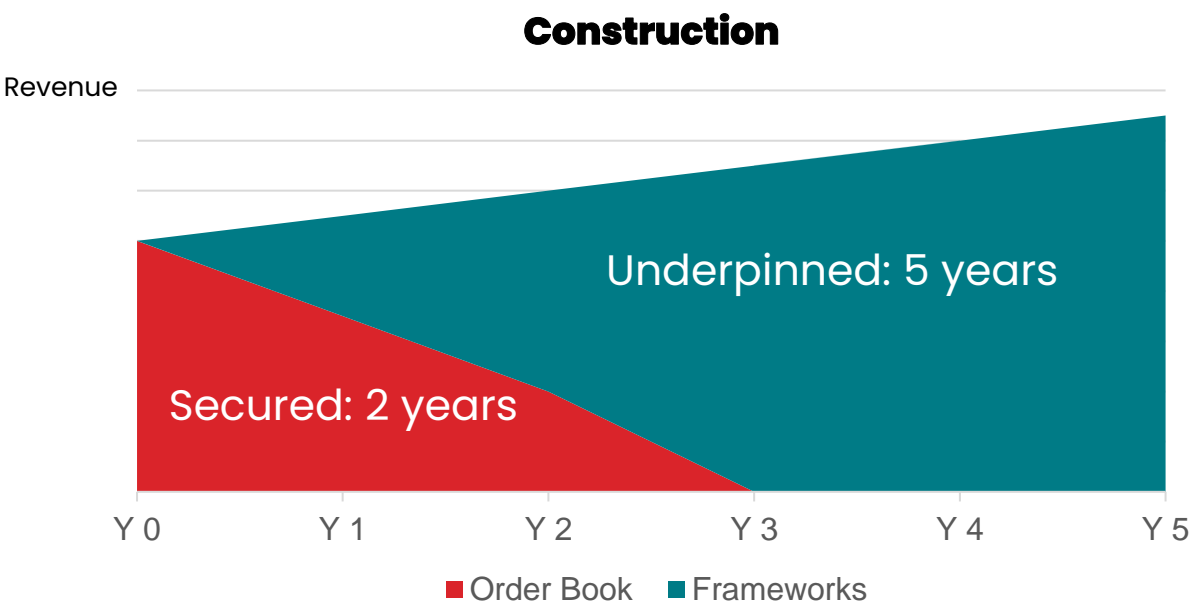 Construction
Revenue
Underpinned: 5 years
Secured: 2 years
Y 0 Y 1 Y 2 Y 3 Y 4 Y 5
Order Book Frameworks